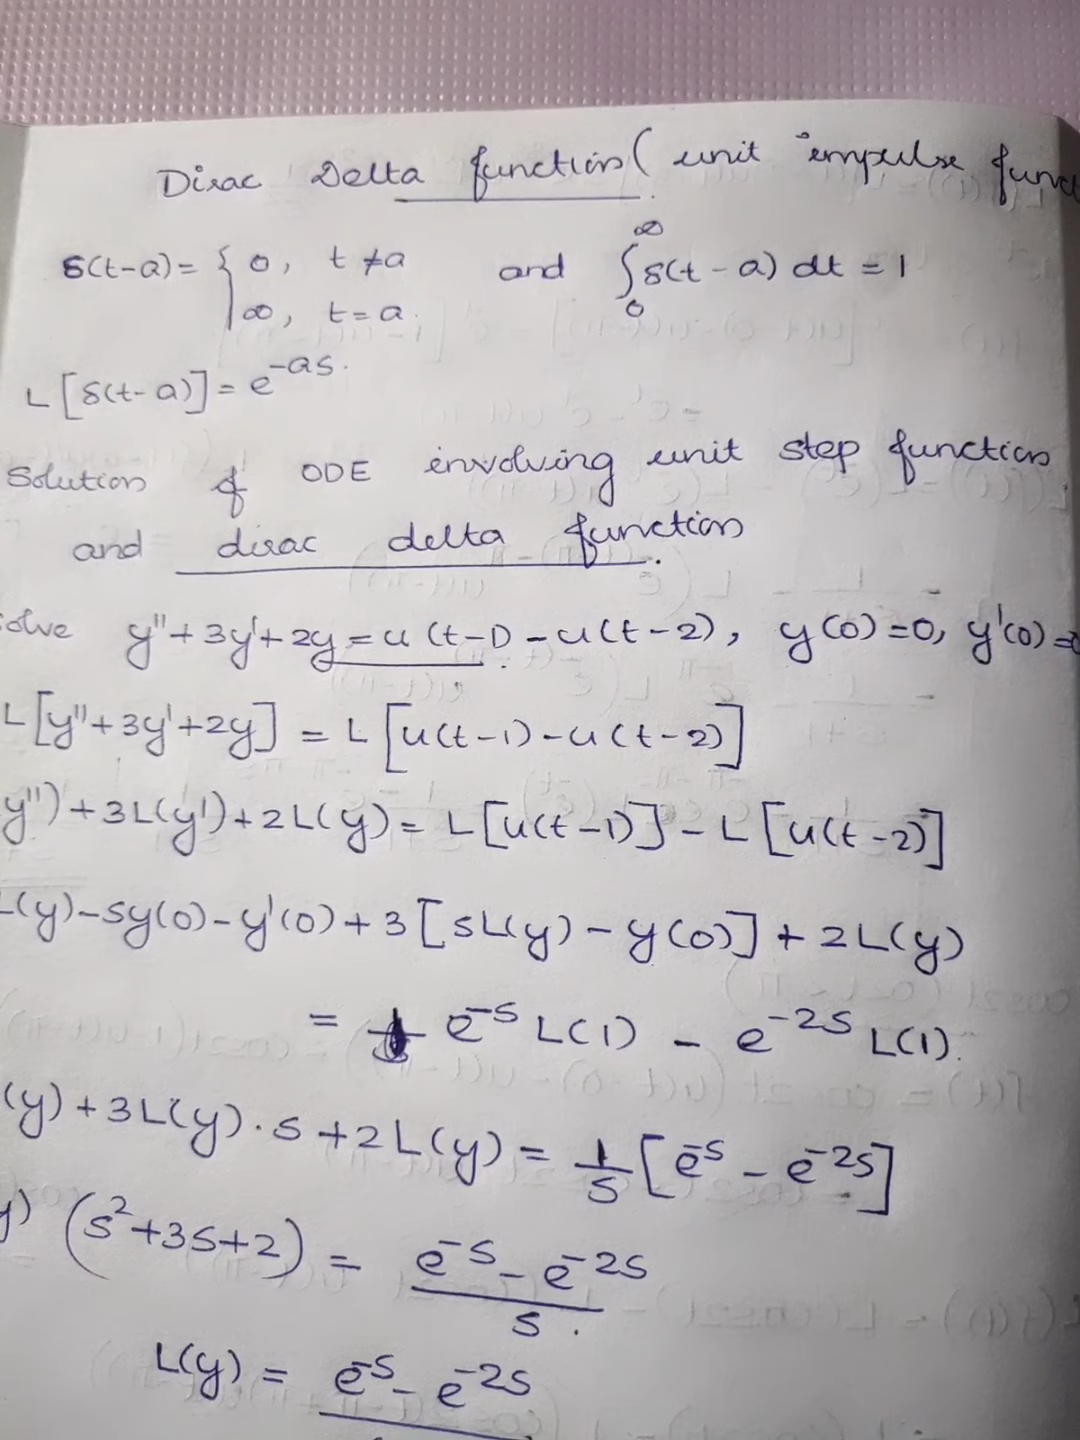 Dirac Delta function ( unit impulse func
δ(t-a) = { 0, t ≠ a and ∫₀^∞ δ(t-a) dt = 1
∞, t = a.
L[δ(t-a)] = e^-as.
Solution of ODE involving unit step function
and dirac delta function.
solve y''+3y'+2y = u(t-1) - u(t-2), y(0)=0, y'(0)=
L[y''+3y'+2y] = L[u(t-1) - u(t-2)]
y'') + 3L(y') + 2L(y) = L[u(t-1)] - L[u(t-2)]
L(y) - sy(0) - y'(0) + 3[sL(y) - y(0)] + 2L(y)
= e^-s L(1) - e^-2s L(1).
(y) + 3L(y).s + 2L(y) = 1/s [e^-s - e^-2s]
y) (s²+3s+2) = e^-s - e^-2s / s.
L(y) = e^-s - e^-2s